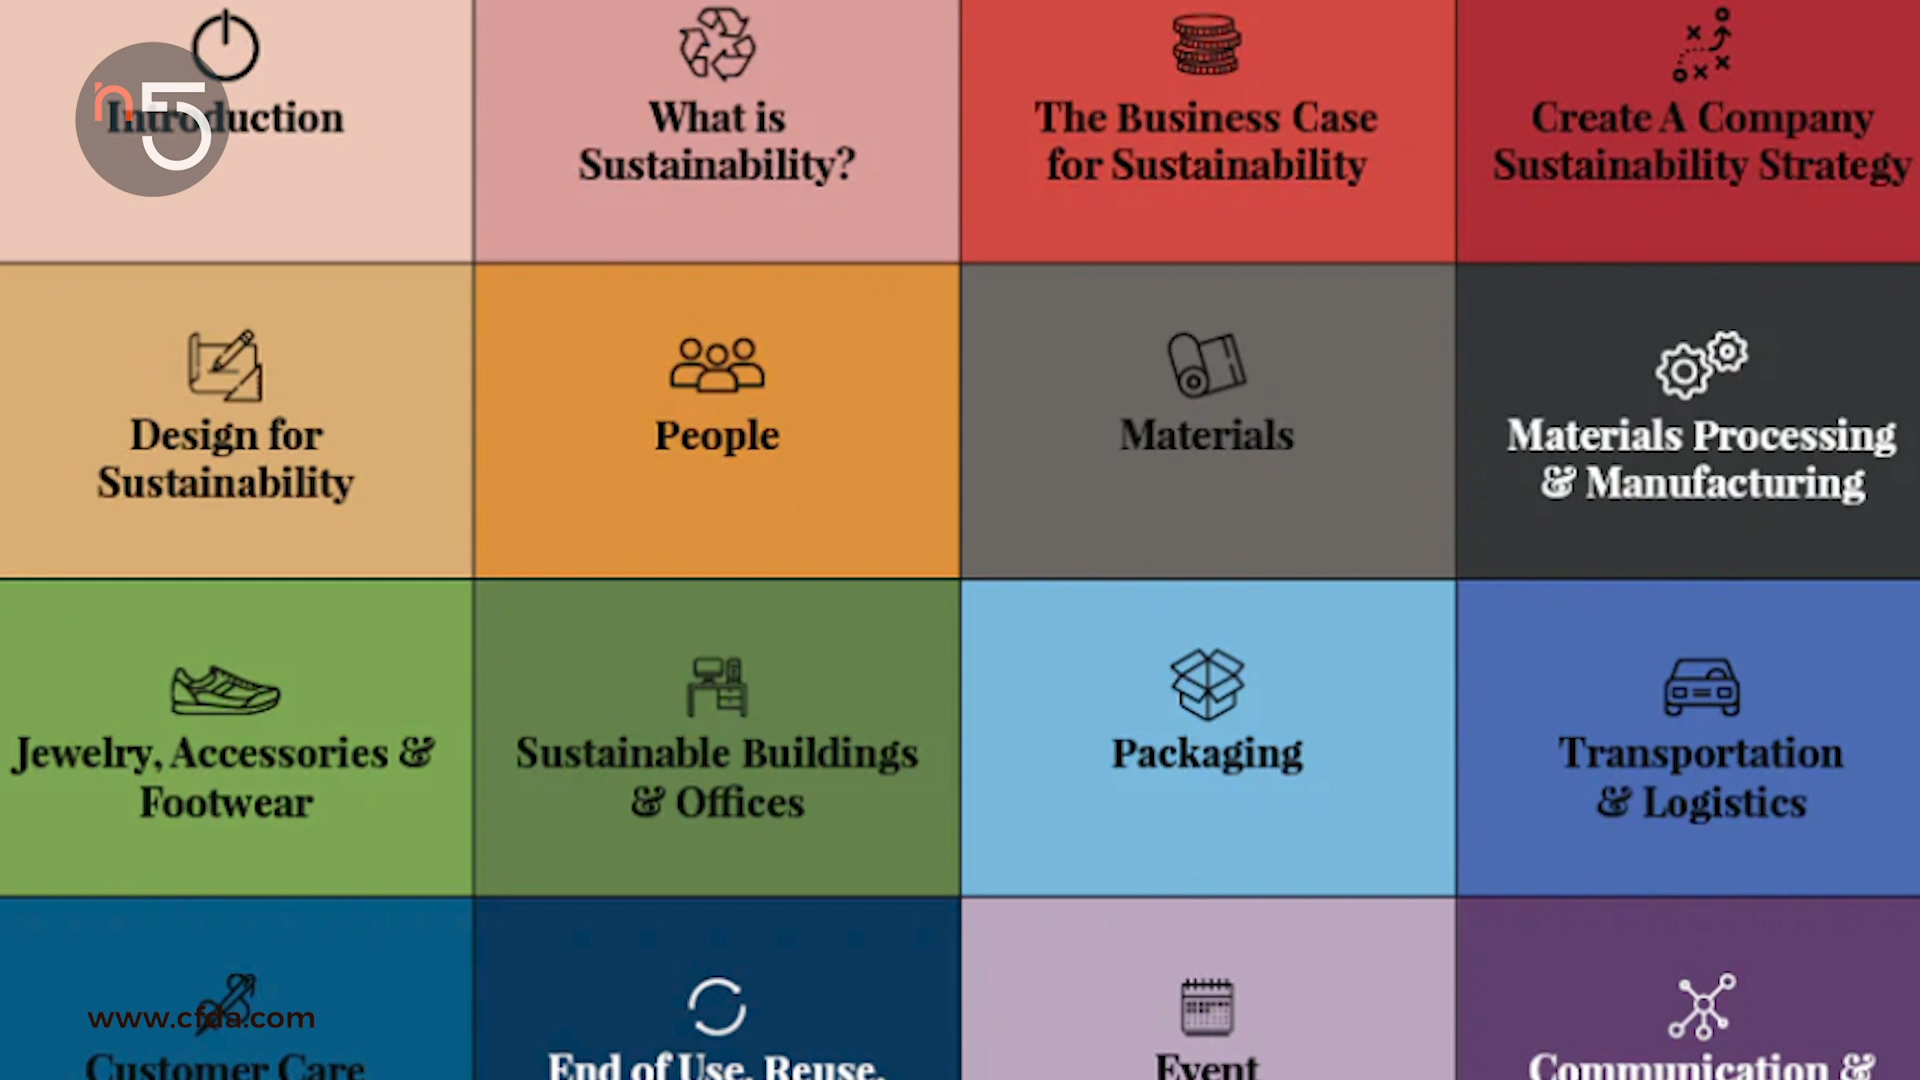 n5
Introduction
What is
Sustainability?
The Business Case
for Sustainability
Create A Company
Sustainability Strategy
Design for
Sustainability
People
Materials
Materials Processing
& Manufacturing
Jewelry, Accessories &
Footwear
Sustainable Buildings
& Offices
Packaging
Transportation
& Logistics
www.cfda.com
Customer Care
End of Use, Reuse,
Event
Communication &